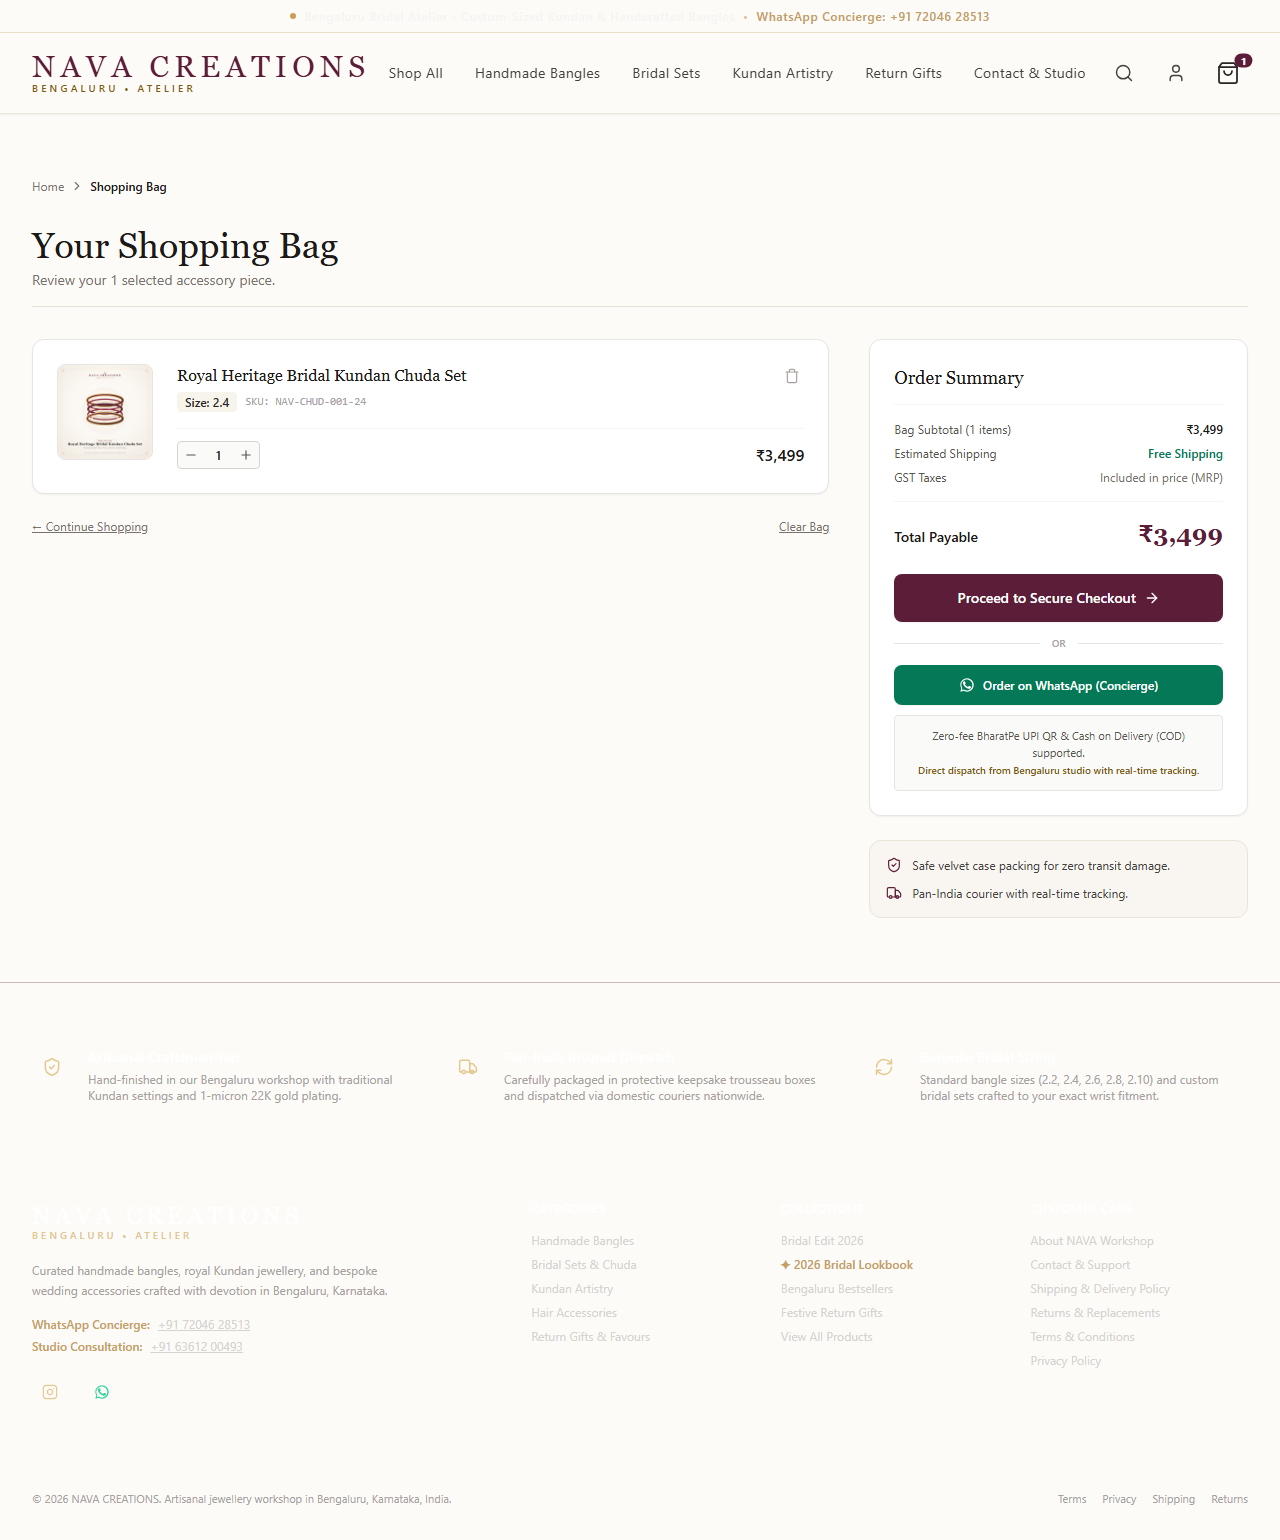 Bengaluru Bridal Atelier • Custom-Sized Kundan & Handcrafted Bangles • WhatsApp Concierge: +91 72046 28513
NAVA CREATIONS
BENGALURU • ATELIER
Shop All
Handmade Bangles
Bridal Sets
Kundan Artistry
Return Gifts
Contact & Studio
1
Home > Shopping Bag
Your Shopping Bag
Review your 1 selected accessory piece.
NAVA CREATIONS
Royal Heritage Bridal Kundan Chuda Set
Royal Heritage Bridal Kundan Chuda Set
Size: 2.4 SKU: NAV-CHUD-001-24
− 1 +
₹3,499
← Continue Shopping
Clear Bag
Order Summary
Bag Subtotal (1 items) ₹3,499
Estimated Shipping Free Shipping
GST Taxes Included in price (MRP)
Total Payable ₹3,499
Proceed to Secure Checkout →
OR
Order on WhatsApp (Concierge)
Zero-fee BharatPe UPI QR & Cash on Delivery (COD)
supported.
Direct dispatch from Bengaluru studio with real-time tracking.
Safe velvet case packing for zero transit damage.
Pan-India courier with real-time tracking.
Hand-finished in our Bengaluru workshop with traditional
Kundan settings and 1-micron 22K gold plating.
Carefully packaged in protective keepsake trousseau boxes
and dispatched via domestic couriers nationwide.
Standard bangle sizes (2.2, 2.4, 2.6, 2.8, 2.10) and custom
bridal sets crafted to your exact wrist fitment.
NAVA CREATIONS
BENGALURU • ATELIER
Curated handmade bangles, royal Kundan jewellery, and bespoke
wedding accessories crafted with devotion in Bengaluru, Karnataka.
WhatsApp Concierge: +91 72046 28513
Studio Consultation: +91 63612 00493
Handmade Bangles
Bridal Sets & Chuda
Kundan Artistry
Hair Accessories
Return Gifts & Favours
Bridal Edit 2026
✦ 2026 Bridal Lookbook
Bengaluru Bestsellers
Festive Return Gifts
View All Products
About NAVA Workshop
Contact & Support
Shipping & Delivery Policy
Returns & Replacements
Terms & Conditions
Privacy Policy
© 2026 NAVA CREATIONS. Artisanal jewellery workshop in Bengaluru, Karnataka, India.
Terms
Privacy
Shipping
Returns